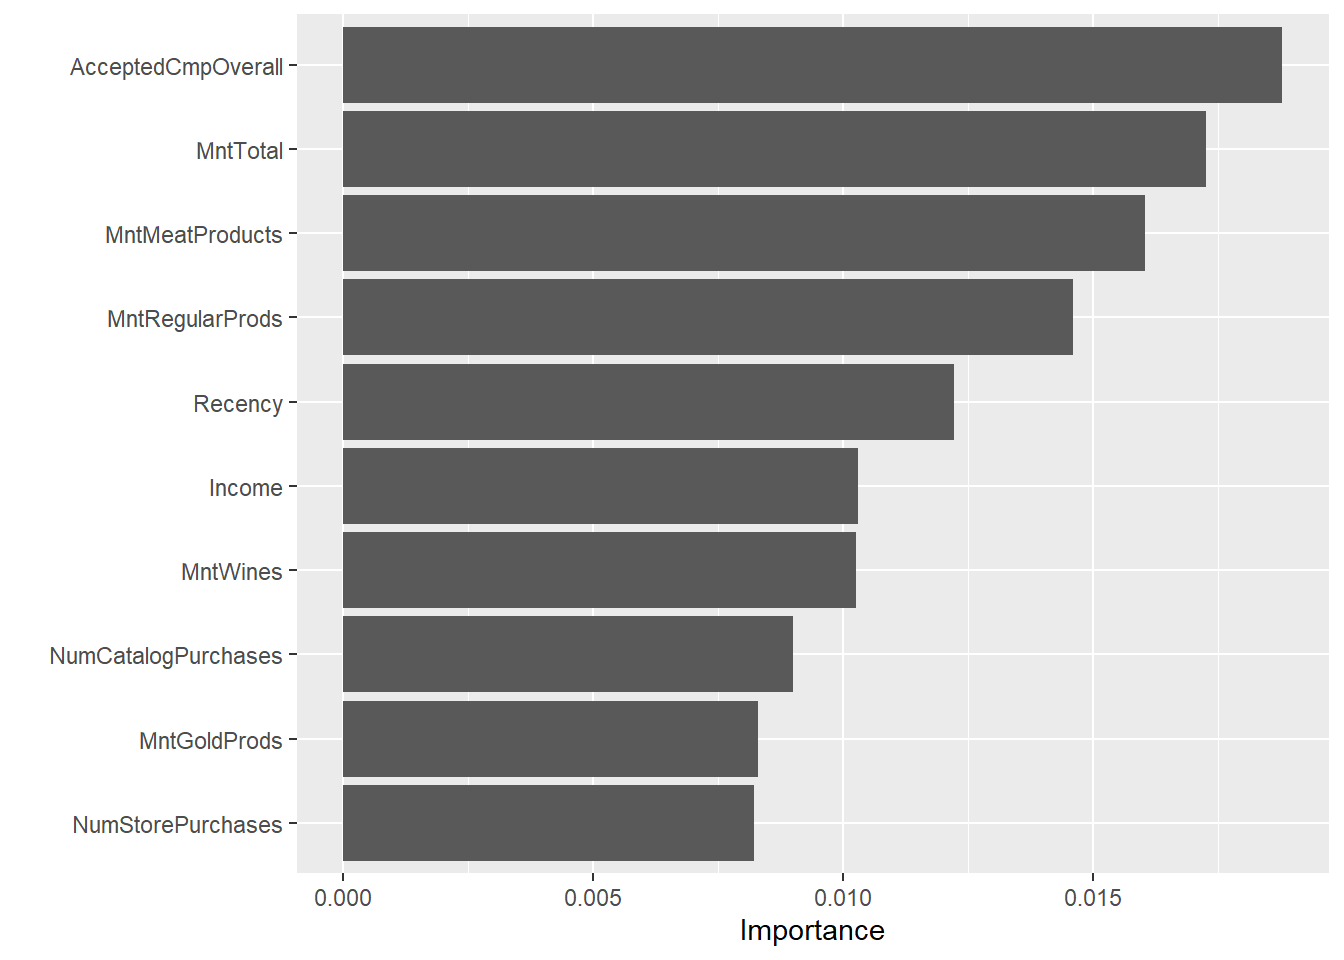 AcceptedCmpOverall
MntTotal
MntMeatProducts
MntRegularProds
Recency
Income
MntWines
NumCatalogPurchases
MntGoldProds
NumStorePurchases
0.000 0.005 0.010 0.015
Importance